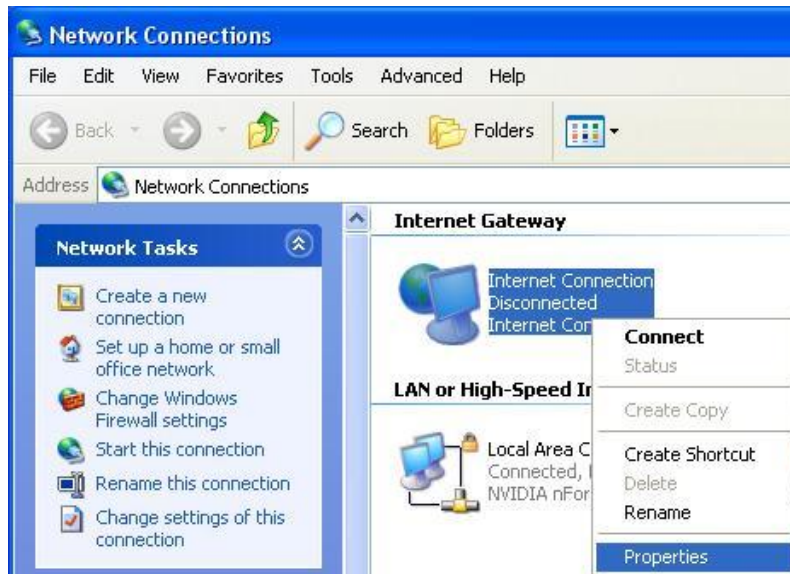 Network Connections
File Edit View Favorites Tools Advanced Help
Back Search Folders
Address Network Connections
Network Tasks
Create a new
connection
Set up a home or small
office network
Change Windows
Firewall settings
Start this connection
Rename this connection
Change settings of this
connection
Internet Gateway
Internet Connection
Disconnected
Internet Con
LAN or High-Speed In
Local Area C
Connected,
NVIDIA nFor
Connect
Status
Create Copy
Create Shortcut
Delete
Rename
Properties